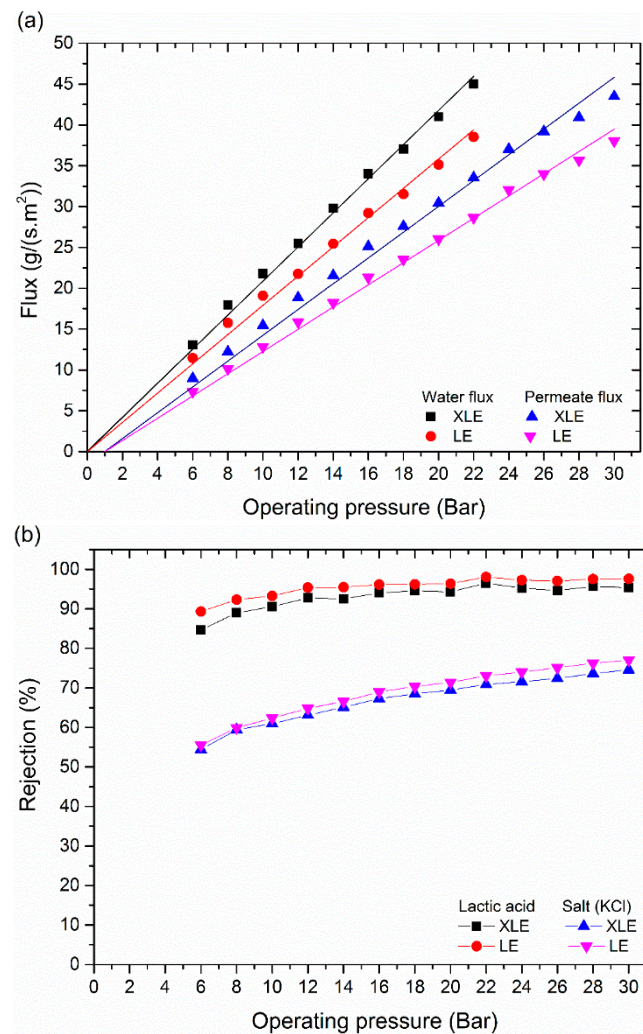 (a)
50
45
40
35
30
25
20
15
10
5
0
Flux (g/(s.m²))
Water flux Permeate flux
XLE XLE
LE LE
0 2 4 6 8 10 12 14 16 18 20 22 24 26 28 30
Operating pressure (Bar)
(b)
100
90
80
70
60
50
40
30
20
10
0
Rejection (%)
Lactic acid Salt (KCl)
XLE XLE
LE LE
0 2 4 6 8 10 12 14 16 18 20 22 24 26 28 30
Operating pressure (Bar)